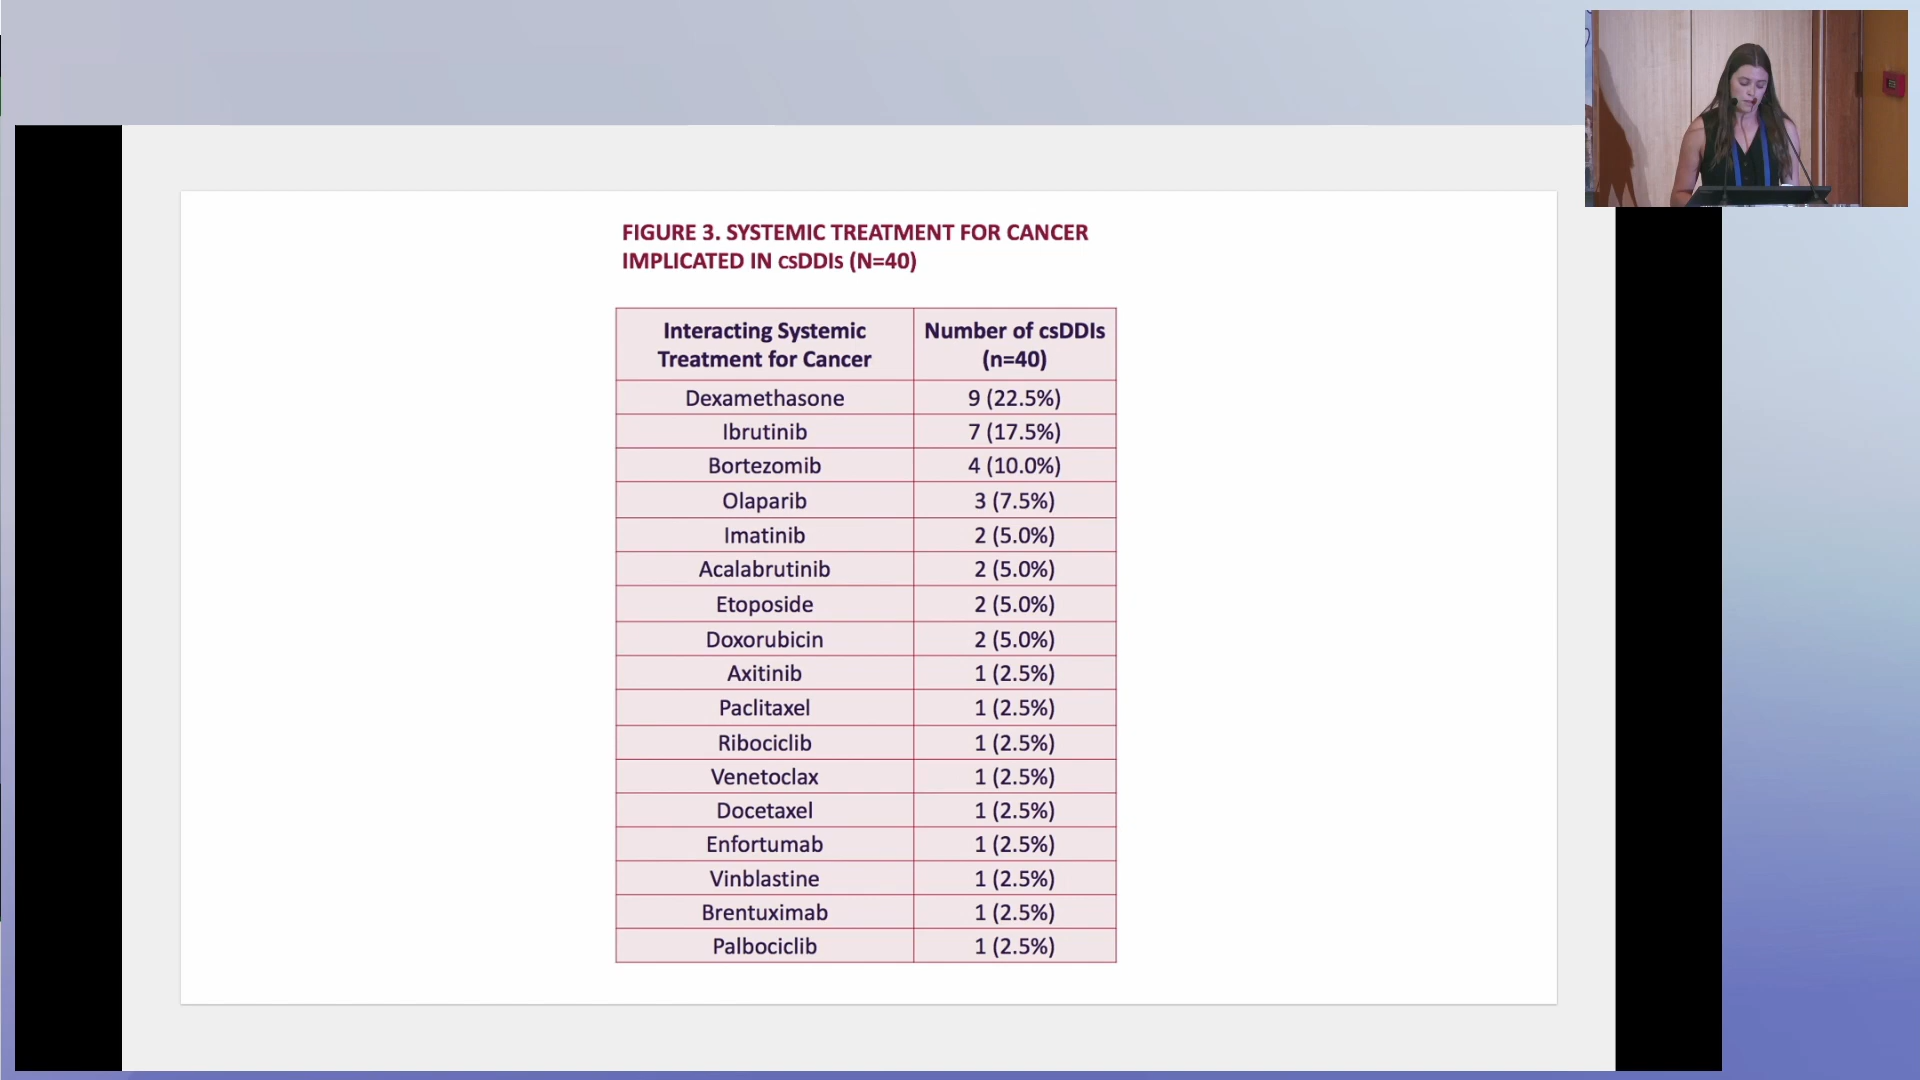 FIGURE 3. SYSTEMIC TREATMENT FOR CANCER
IMPLICATED IN csDDIs (N=40)
Interacting Systemic Treatment for Cancer | Number of csDDIs (n=40)
Dexamethasone | 9 (22.5%)
Ibrutinib | 7 (17.5%)
Bortezomib | 4 (10.0%)
Olaparib | 3 (7.5%)
Imatinib | 2 (5.0%)
Acalabrutinib | 2 (5.0%)
Etoposide | 2 (5.0%)
Doxorubicin | 2 (5.0%)
Axitinib | 1 (2.5%)
Paclitaxel | 1 (2.5%)
Ribociclib | 1 (2.5%)
Venetoclax | 1 (2.5%)
Docetaxel | 1 (2.5%)
Enfortumab | 1 (2.5%)
Vinblastine | 1 (2.5%)
Brentuximab | 1 (2.5%)
Palbociclib | 1 (2.5%)